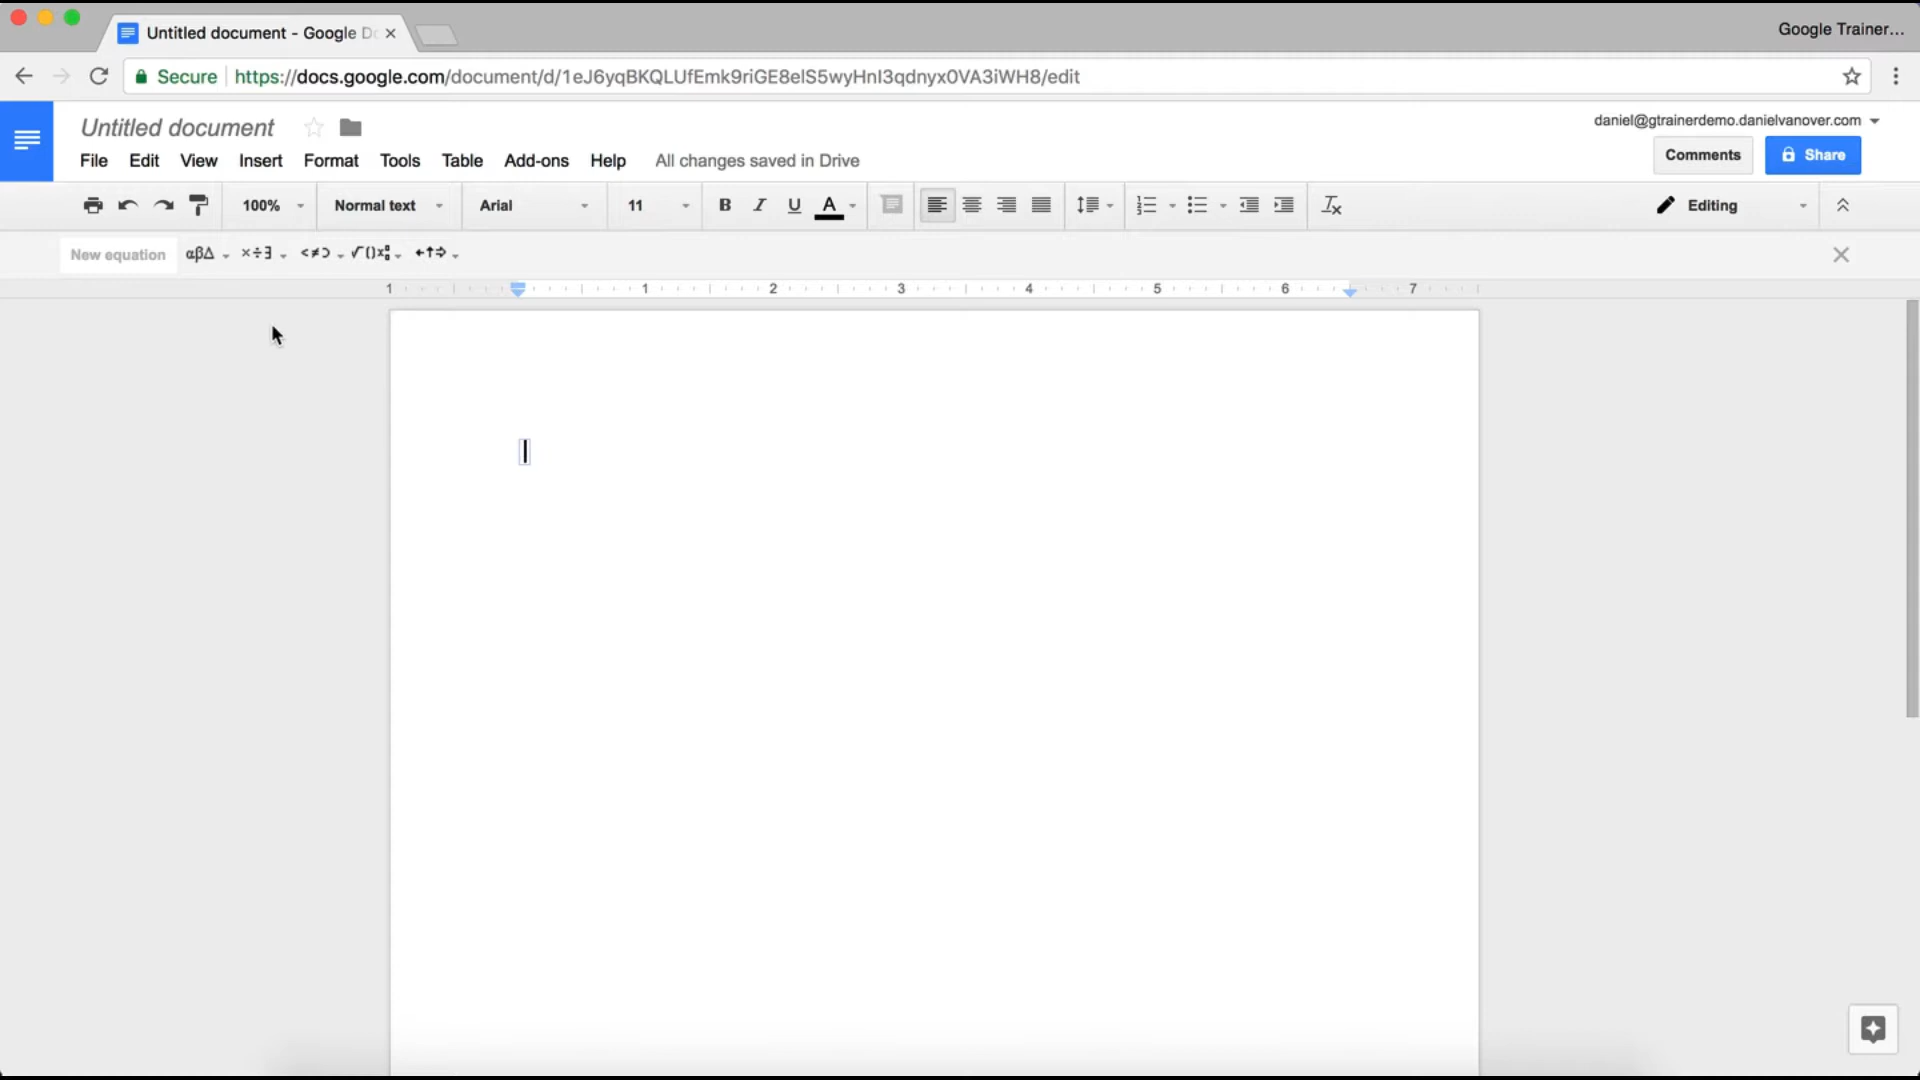 Untitled document - Google Do
Google Trainer...
Secure https://docs.google.com/document/d/1eJ6yqBKQLUfEmk9riGE8elS5wyHnI3qdnyx0VA3iWH8/edit
Untitled document
daniel@gtrainerdemo.danielvanover.com
File Edit View Insert Format Tools Table Add-ons Help All changes saved in Drive
Comments Share
100% Normal text Arial 11 B I U A Editing
New equation αβΔ ×÷∃ <≠⊃ √()x ←↑⇒
1 1 2 3 4 5 6 7